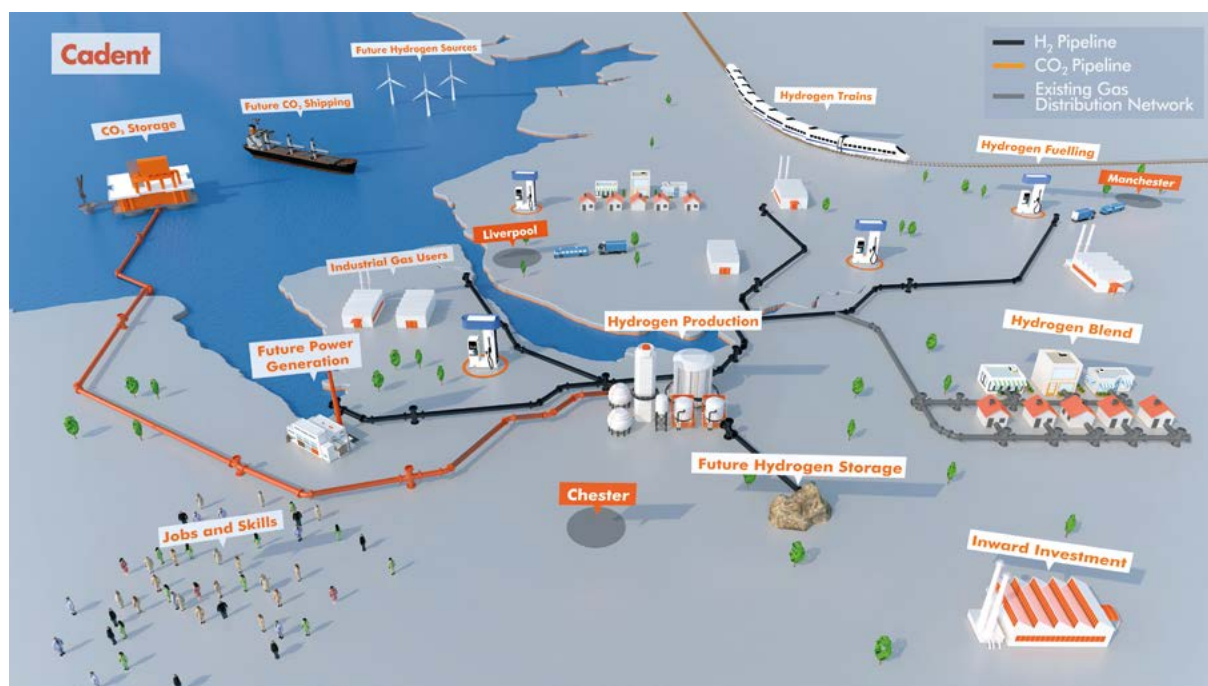 Cadent
Future Hydrogen Sources
H₂ Pipeline
CO₂ Pipeline
Existing Gas
Distribution Network
Future CO₂ Shipping
CO₂ Storage
Hydrogen Trains
Hydrogen Fuelling
Manchester
Liverpool
Industrial Gas Users
Hydrogen Production
Hydrogen Blend
Future Power
Generation
Future Hydrogen Storage
Chester
Jobs and Skills
Inward Investment